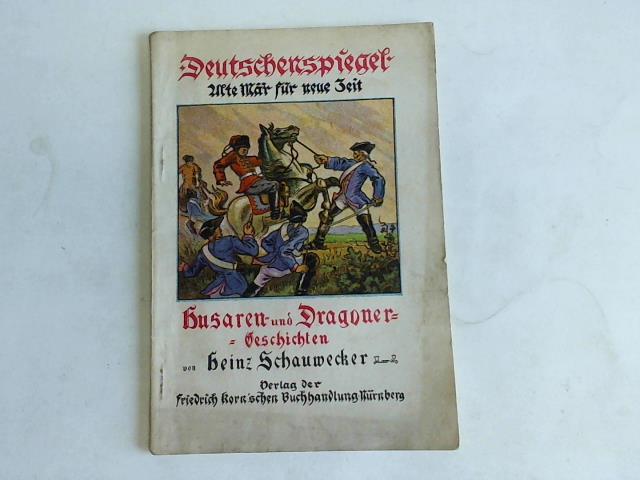 Deutschenspiegel
Alte Mär für neue Zeit
Husaren- und Dragoner-
-Geschichten
von Heinz Schauwecker
Verlag der
Friedrich Korn'schen Buchhandlung Nürnberg